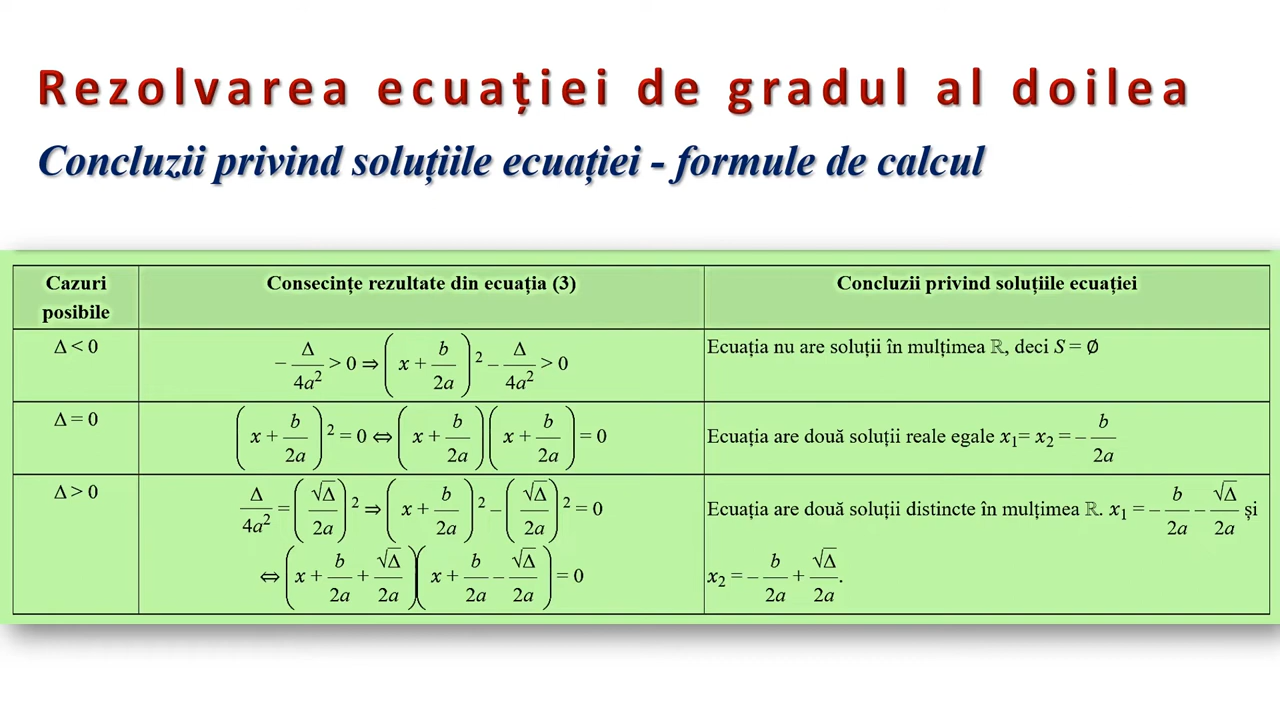 Rezolvarea ecuației de gradul al doilea
Concluzii privind soluțiile ecuației - formule de calcul
Cazuri posibile | Consecințe rezultate din ecuația (3) | Concluzii privind soluțiile ecuației
Δ < 0 | −Δ/4a² > 0 ⇒ (x + b/2a)² − Δ/4a² > 0 | Ecuația nu are soluții în mulțimea ℝ, deci S = ∅
Δ = 0 | (x + b/2a)² = 0 ⇔ (x + b/2a)(x + b/2a) = 0 | Ecuația are două soluții reale egale x₁= x₂ = −b/2a
Δ > 0 | Δ/4a² = (√Δ/2a)² ⇒ (x + b/2a)² − (√Δ/2a)² = 0 | Ecuația are două soluții distincte în mulțimea ℝ. x₁ = −b/2a − √Δ/2a și
⇔ (x + b/2a + √Δ/2a)(x + b/2a − √Δ/2a) = 0 | x₂ = −b/2a + √Δ/2a.